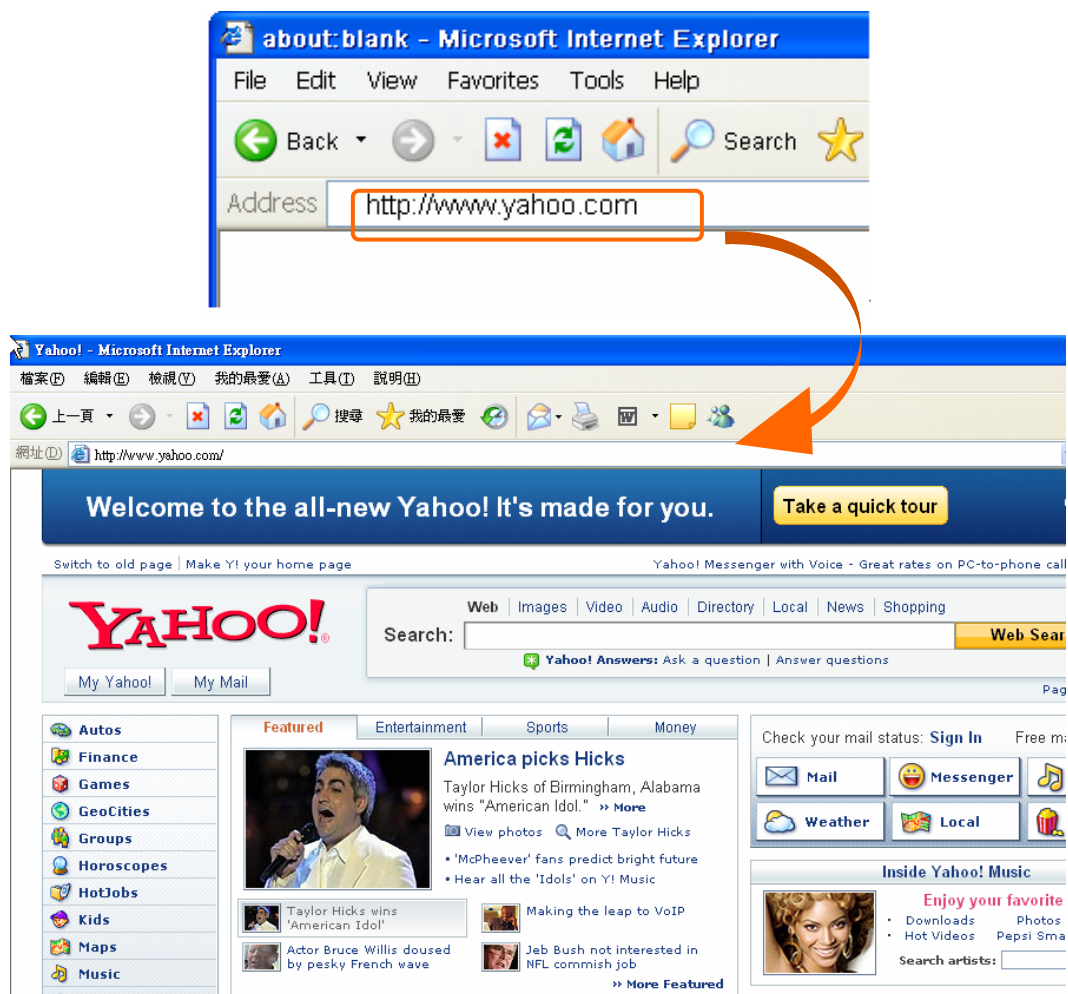 about:blank - Microsoft Internet Explorer
File Edit View Favorites Tools Help
Back Search
Address http://www.yahoo.com
Yahoo! - Microsoft Internet Explorer
檔案(F) 編輯(E) 檢視(V) 我的最愛(A) 工具(T) 說明(H)
上一頁 搜尋 我的最愛
網址(D) http://www.yahoo.com/
Welcome to the all-new Yahoo! It's made for you. Take a quick tour
Switch to old page | Make Y! your home page
Yahoo! Messenger with Voice - Great rates on PC-to-phone call
YAHOO!
Web | Images | Video | Audio | Directory | Local | News | Shopping
Search: Web Sear
Yahoo! Answers: Ask a question | Answer questions
My Yahoo! My Mail
Pag
Autos
Finance
Games
GeoCities
Groups
Horoscopes
HotJobs
Kids
Maps
Music
Featured Entertainment Sports Money
America picks Hicks
Taylor Hicks of Birmingham, Alabama
wins "American Idol." » More
View photos More Taylor Hicks
• 'McPheever' fans predict bright future
• Hear all the 'Idols' on Y! Music
Taylor Hicks wins
'American Idol'
Making the leap to VoIP
Actor Bruce Willis doused
by pesky French wave
Jeb Bush not interested in
NFL commish job
» More Featured
Check your mail status: Sign In Free ma
Mail Messenger
Weather Local
Inside Yahoo! Music
Enjoy your favorite
• Downloads Photos
• Hot Videos Pepsi Sma
Search artists: